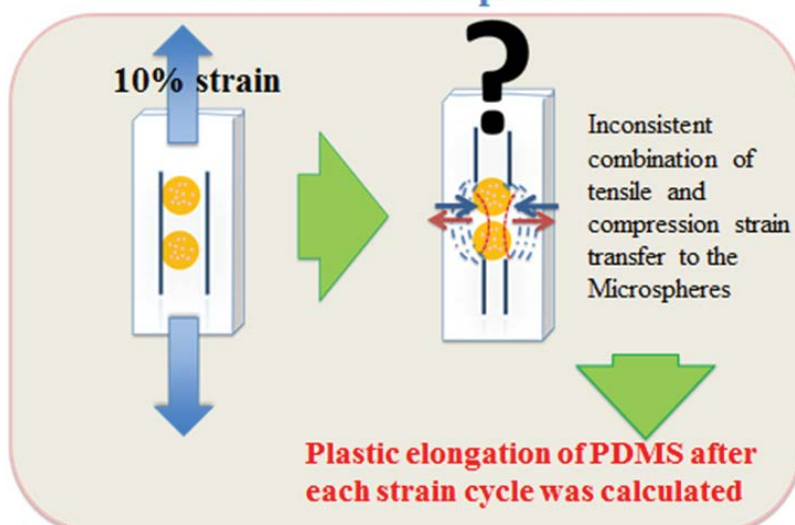 10% strain
?
Inconsistent
combination of
tensile and
compression strain
transfer to the
Microspheres
Plastic elongation of PDMS after
each strain cycle was calculated